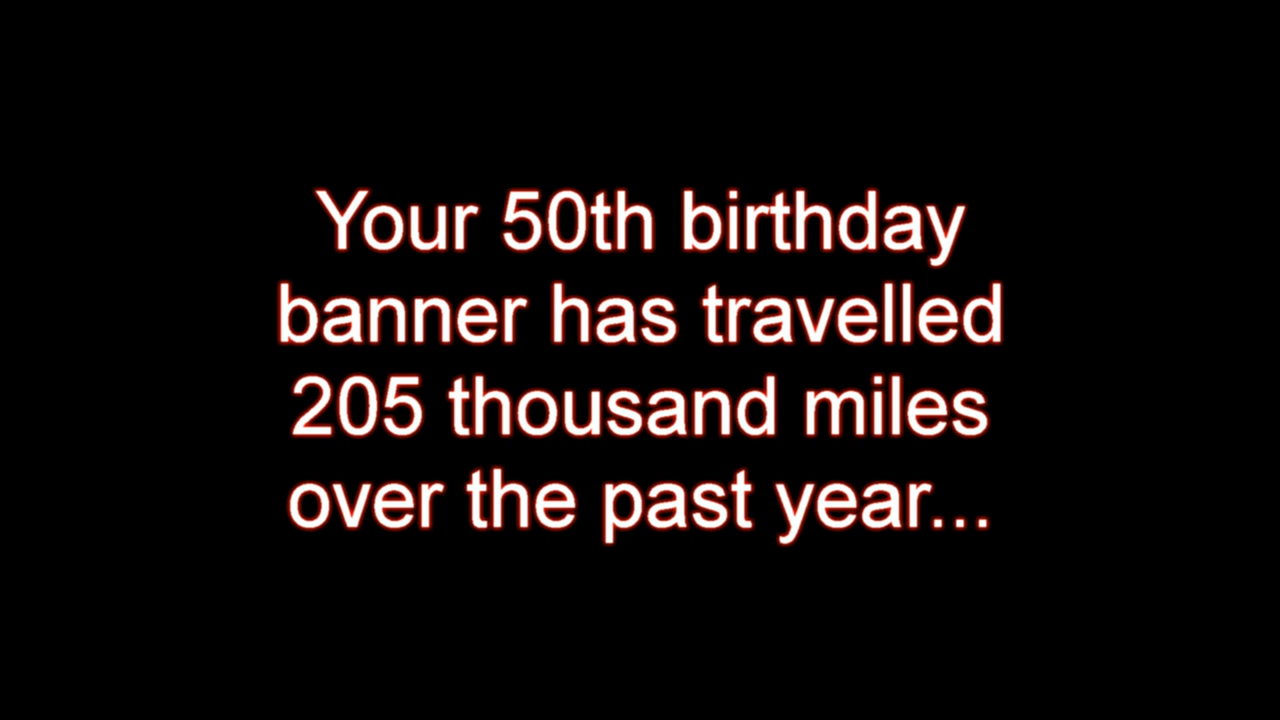 Your 50th birthday
banner has travelled
205 thousand miles
over the past year...